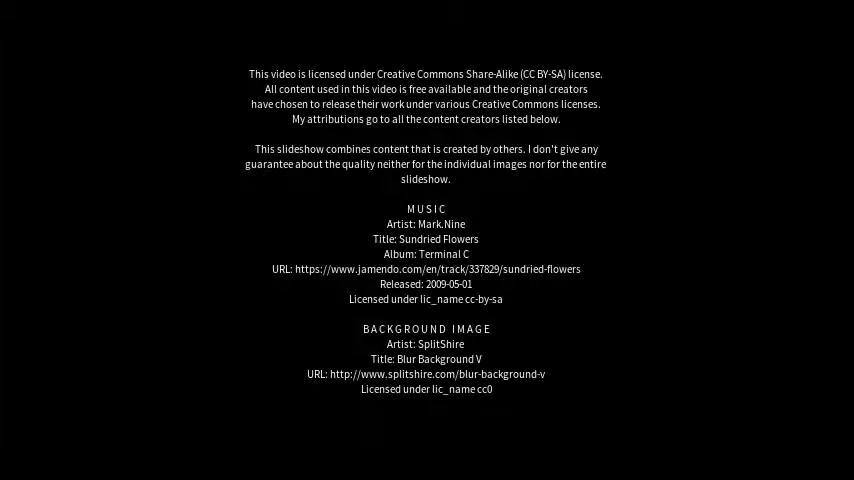 This video is licensed under Creative Commons Share-Alike (CC BY-SA) license.
All content used in this video is free available and the original creators
have chosen to release their work under various Creative Commons licenses.
My attributions go to all the content creators listed below.
This slideshow combines content that is created by others. I don't give any
guarantee about the quality neither for the individual images nor for the entire
slideshow.
MUSIC
Artist: Mark.Nine
Title: Sundried Flowers
Album: Terminal C
URL: https://www.jamendo.com/en/track/337829/sundried-flowers
Released: 2009-05-01
Licensed under lic_name cc-by-sa
BACKGROUND IMAGE
Artist: SplitShire
Title: Blur Background V
URL: http://www.splitshire.com/blur-background-v
Licensed under lic_name cc0